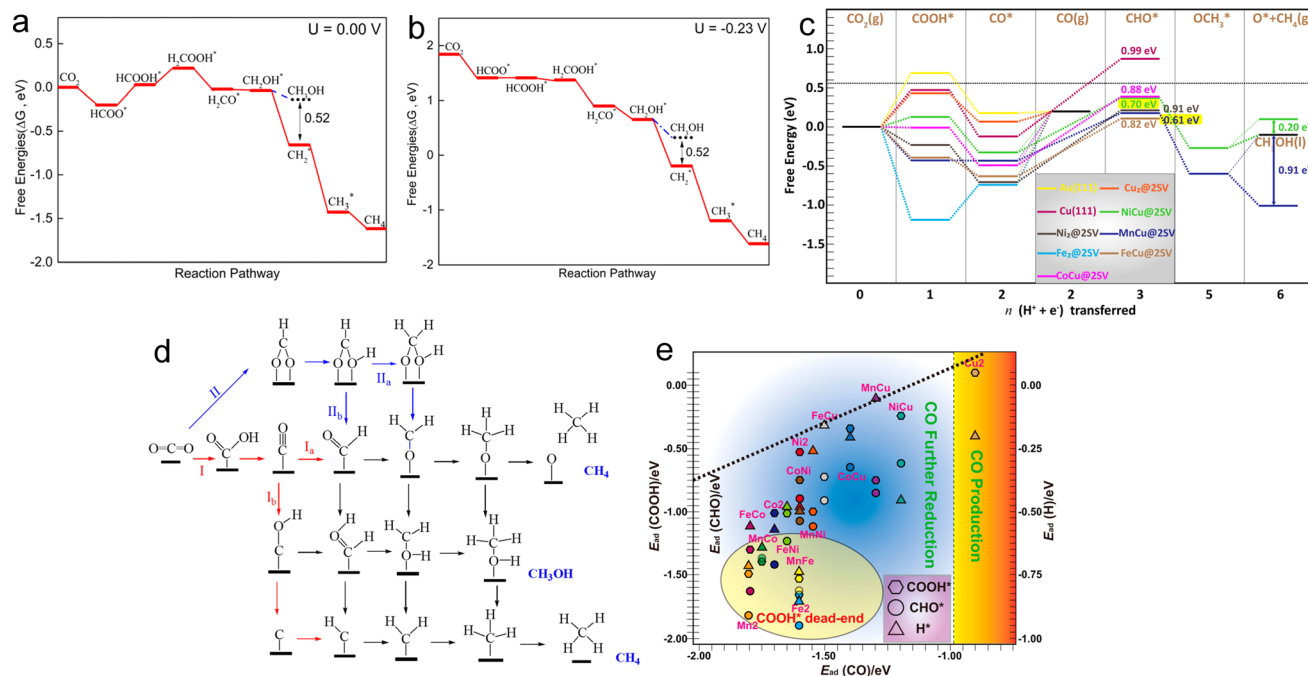 a
U = 0.00 V
Free Energies(ΔG , eV)
0.5
0.0
-0.5
-1.0
-1.5
-2.0
CO₂
HCOO*
HCOOH*
H₂COOH*
H₂CO*
CH₂OH*
CH₃OH
0.52
CH₂*
CH₃*
CH₄
Reaction Pathway
b
U = -0.23 V
Free Energies(ΔG , eV)
2
1
0
-1
-2
CO₂
HCOO*
HCOOH*
H₂COOH*
H₂CO*
CH₂OH*
CH₃OH
0.52
CH₂*
CH₃*
CH₄
Reaction Pathway
c
CO₂(g) COOH* CO* CO(g) CHO* OCH₃* O*+CH₄(g
Free Energy (eV)
1.0
0.5
0.0
-0.5
-1.0
-1.5
0.99 eV
0.88 eV
0.70 eV
0.91 eV
0.61 eV
0.82 eV
0.20 e
CH₃OH(l)
0.91 e
Cu₂@2SV
Cu(111) NiCu@2SV
Ni₂@2SV MnCu@2SV
Fe₂@2SV FeCu@2SV
CoCu@2SV
0 1 2 2 3 5 6
n (H⁺ + e⁻) transferred
d
H
C
O O
H
C
O O H
H H
C
O O H
II
IIa
IIb
O=C=O
I
O OH
C
O
C
Ia
O H
C
H H
C
O
H H
C H
O
H H
C
H H
O
CH₄
Ib
H
O
C
O H
C
H
H H
C
O H
H H
C H
O H
CH₃OH
C
H
C
H H
C
H H
C H
H H
C
H H
CH₄
e
Ead (COOH)/eV
Ead (CHO)/eV
0.00
-0.50
-1.00
-1.50
-2.00
Cu2
MnCu
NiCu
FeCu
Ni2
CoNi
CoCu
Co2
FeCo
MnNi
MnCo
FeNi
MnFe
Fe2
Mn2
COOH* dead-end
CO Further Reduction
CO Production
COOH*
CHO*
H*
0.00
-0.25
-0.50
-0.75
-1.00
Ead (H)/eV
-2.00 -1.50 -1.00
Ead (CO)/eV